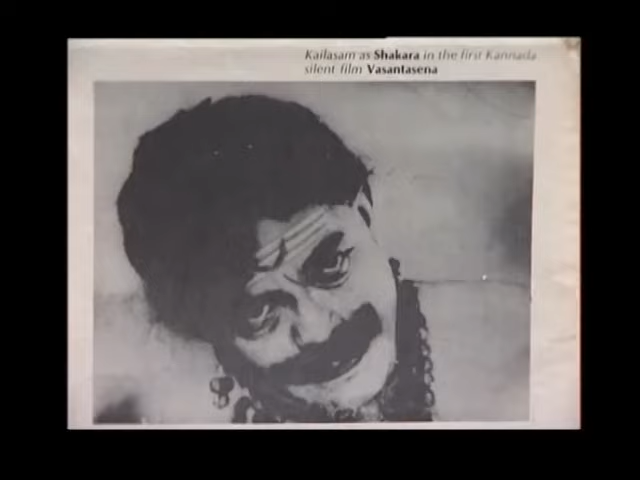 Kailasam as Shakara in the first Kannada
silent film Vasantasena